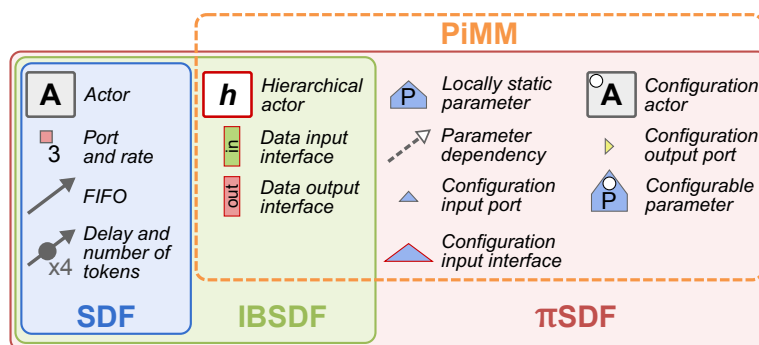 PiMM
A
Actor
3
Port
and rate
FIFO
x4
Delay and
number of
tokens
SDF
h
Hierarchical
actor
in
Data input
interface
out
Data output
interface
IBSDF
P
Locally static
parameter
Parameter
dependency
Configuration
input port
Configuration
input interface
A
Configuration
actor
Configuration
output port
P
Configurable
parameter
πSDF